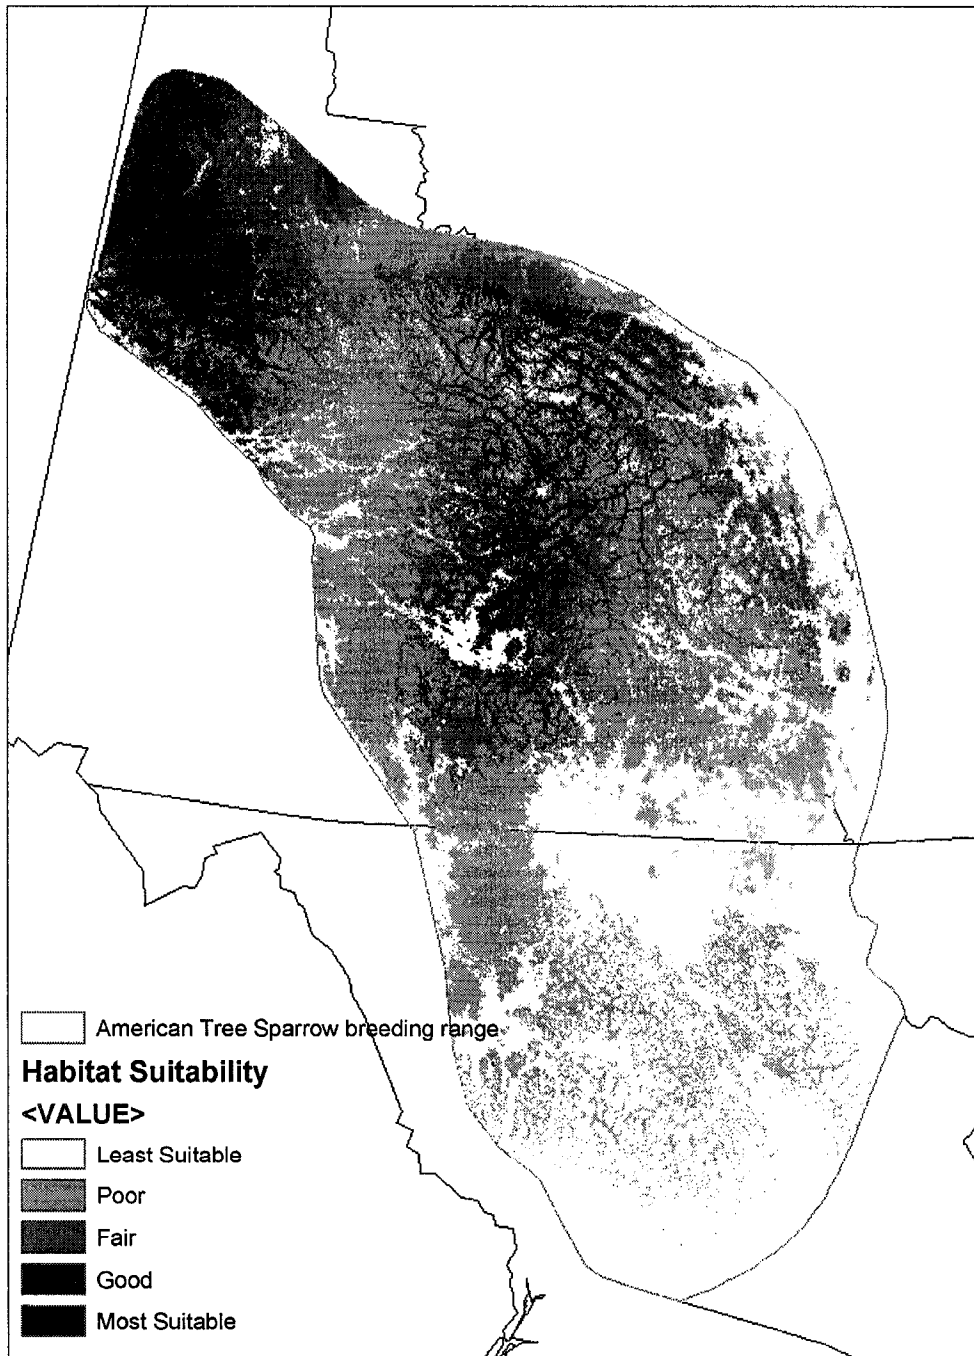 American Tree Sparrow breeding range
Habitat Suitability
<VALUE>
Least Suitable
Poor
Fair
Good
Most Suitable